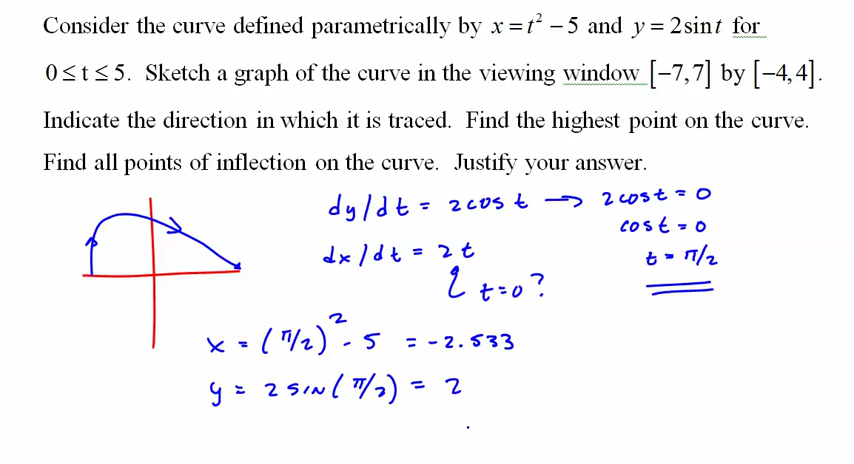 Consider the curve defined parametrically by x = t² − 5 and y = 2 sin t for
0 ≤ t ≤ 5. Sketch a graph of the curve in the viewing window [−7, 7] by [−4, 4].
Indicate the direction in which it is traced. Find the highest point on the curve.
Find all points of inflection on the curve. Justify your answer.
dy/dt = 2cos t → 2cost = 0
cost = 0
dx/dt = 2t
t = π/2
t=0?
x = (π/2)² - 5 = -2.533
y = 2 SIN(π/2) = 2